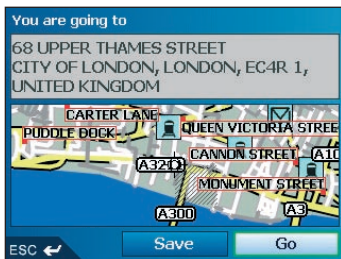 You are going to
68 UPPER THAMES STREET
CITY OF LONDON, LONDON, EC4R 1,
UNITED KINGDOM
CARTER LANE
PUDDLE DOCK
QUEEN VICTORIA STREE
A3212
CANNON STREET
A10
MONUMENT STREET
A300
A3
ESC
Save
Go